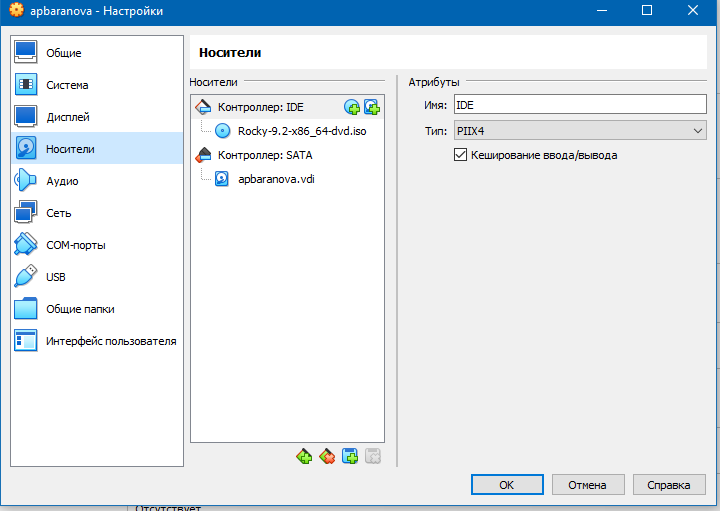 apbaranova - Настройки
Общие
Система
Дисплей
Носители
Аудио
Сеть
COM-порты
USB
Общие папки
Интерфейс пользователя
Носители
Носители
Контроллер: IDE
Rocky-9.2-x86_64-dvd.iso
Контроллер: SATA
apbaranova.vdi
Атрибуты
Имя: IDE
Тип: PIIX4
Кеширование ввода/вывода
OK
Отмена
Справка
Отсутствует